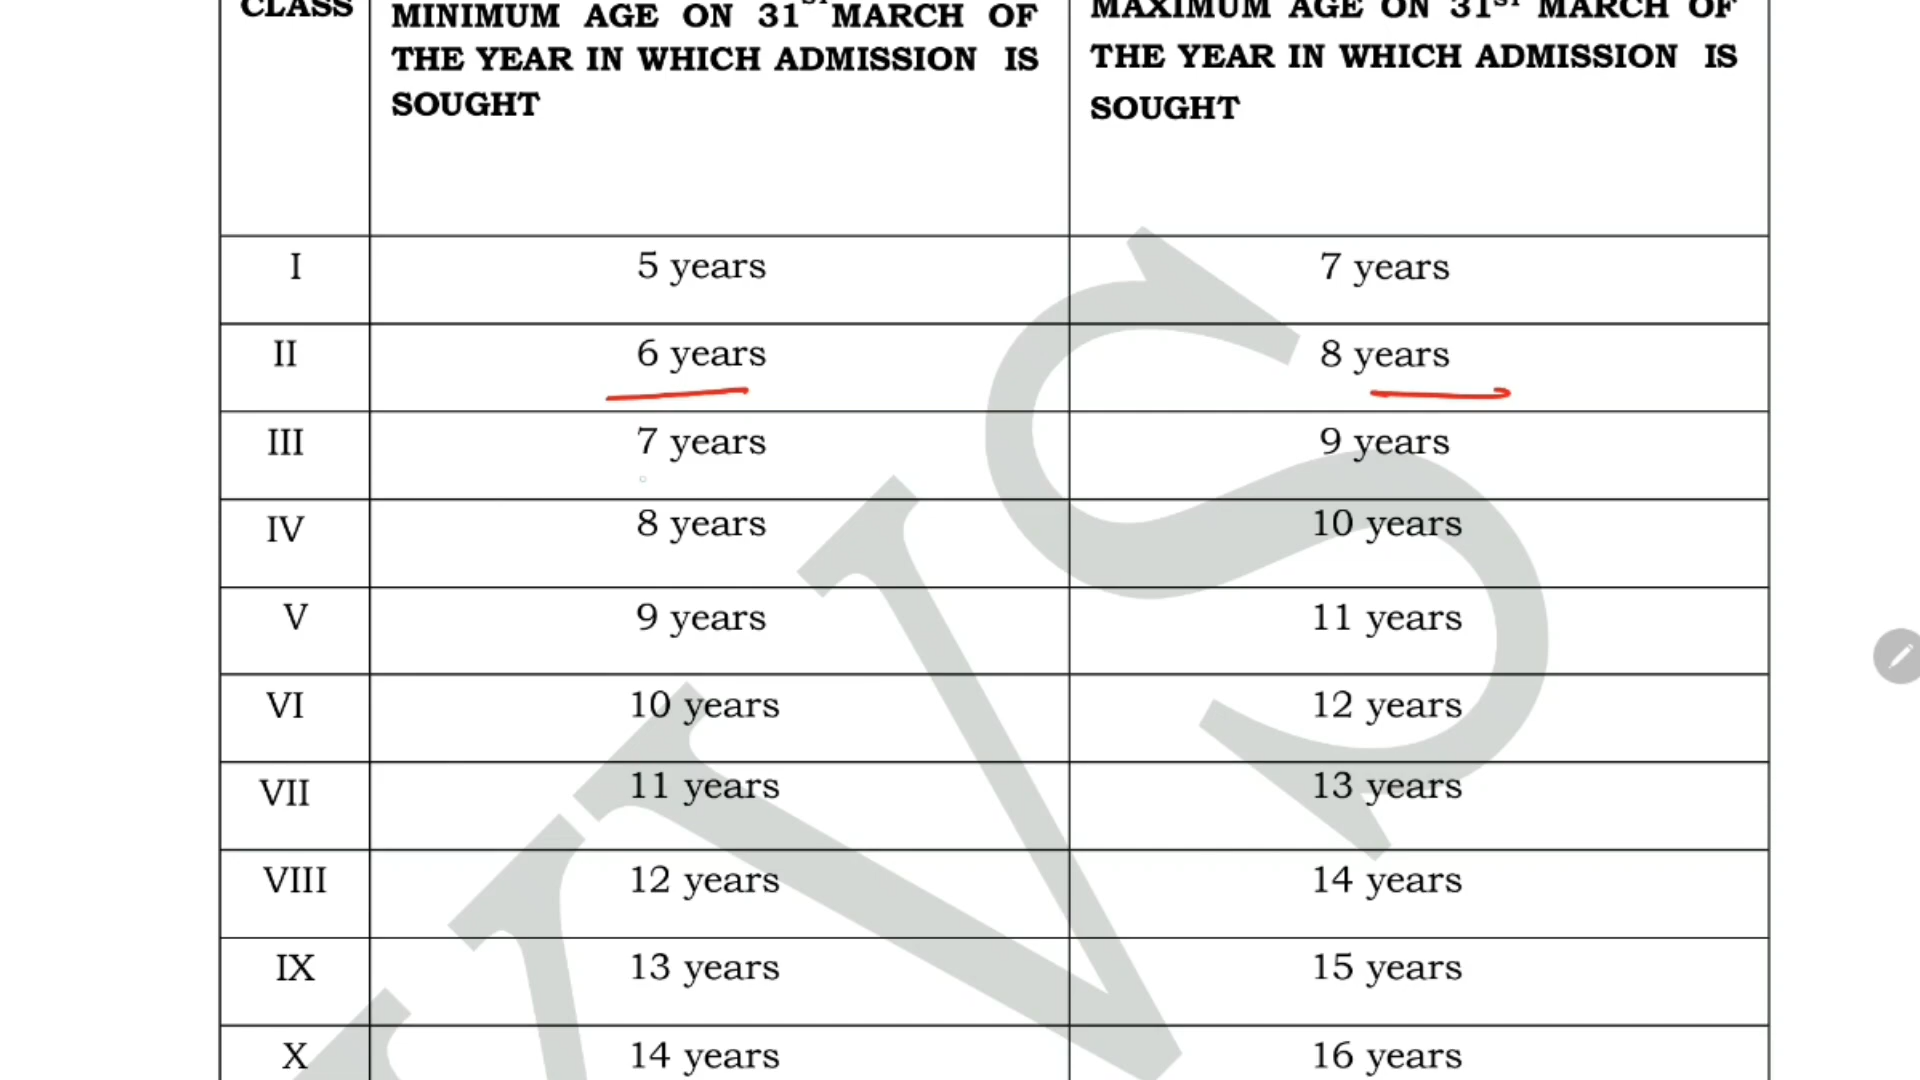 CLASS
MINIMUM AGE ON 31ST MARCH OF
THE YEAR IN WHICH ADMISSION IS
SOUGHT
MAXIMUM AGE ON 31ST MARCH OF
THE YEAR IN WHICH ADMISSION IS
SOUGHT
I 5 years 7 years
II 6 years 8 years
III 7 years 9 years
IV 8 years 10 years
V 9 years 11 years
VI 10 years 12 years
VII 11 years 13 years
VIII 12 years 14 years
IX 13 years 15 years
X 14 years 16 years
KVS